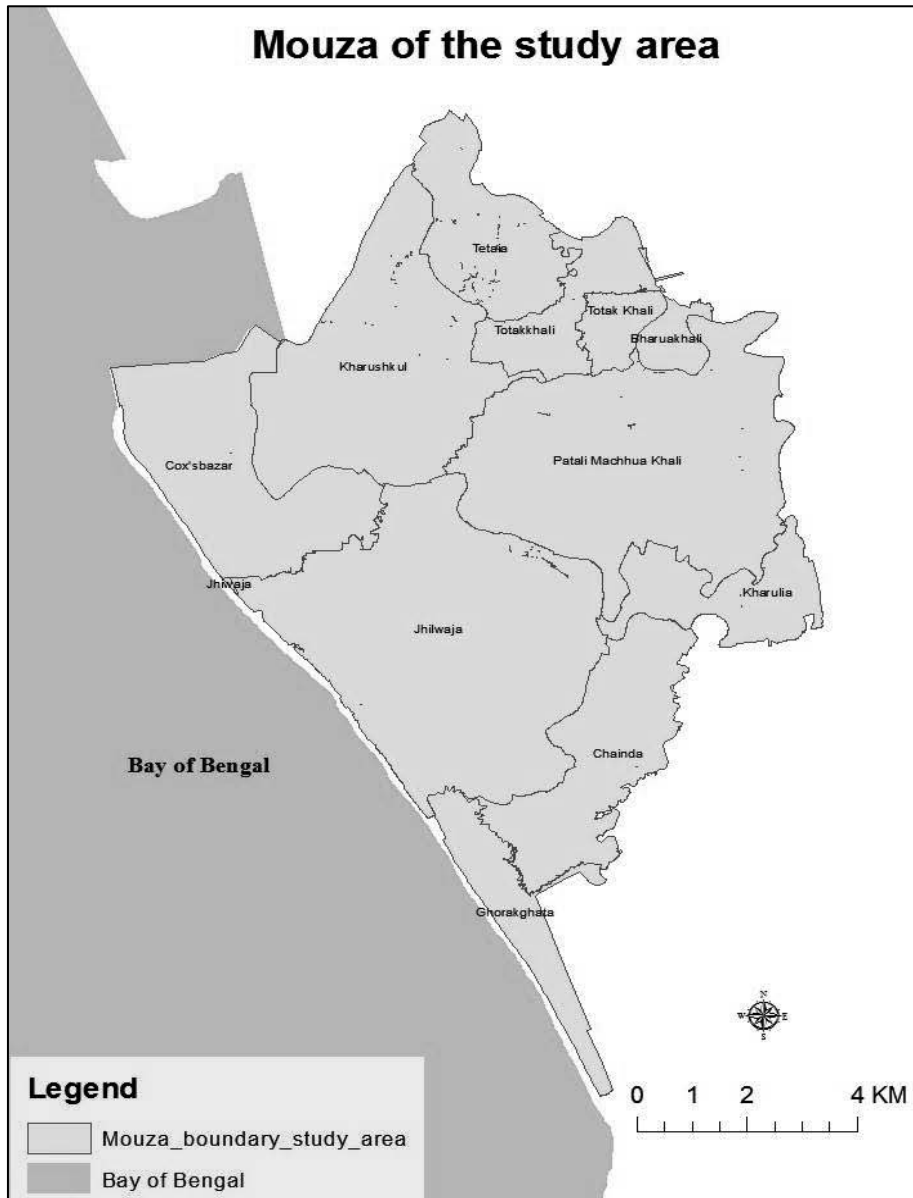 Mouza of the study area
Tetaia
Totak Khali
Totakkhali
Bharuakhali
Kharushkul
Patali Machhua Khali
Cox'sbazar
Jhilwaja
Kharulia
Jhilwaja
Chainda
Bay of Bengal
Ghorakghata
N
W E
S
Legend
0 1 2 4 KM
Mouza_boundary_study_area
Bay of Bengal